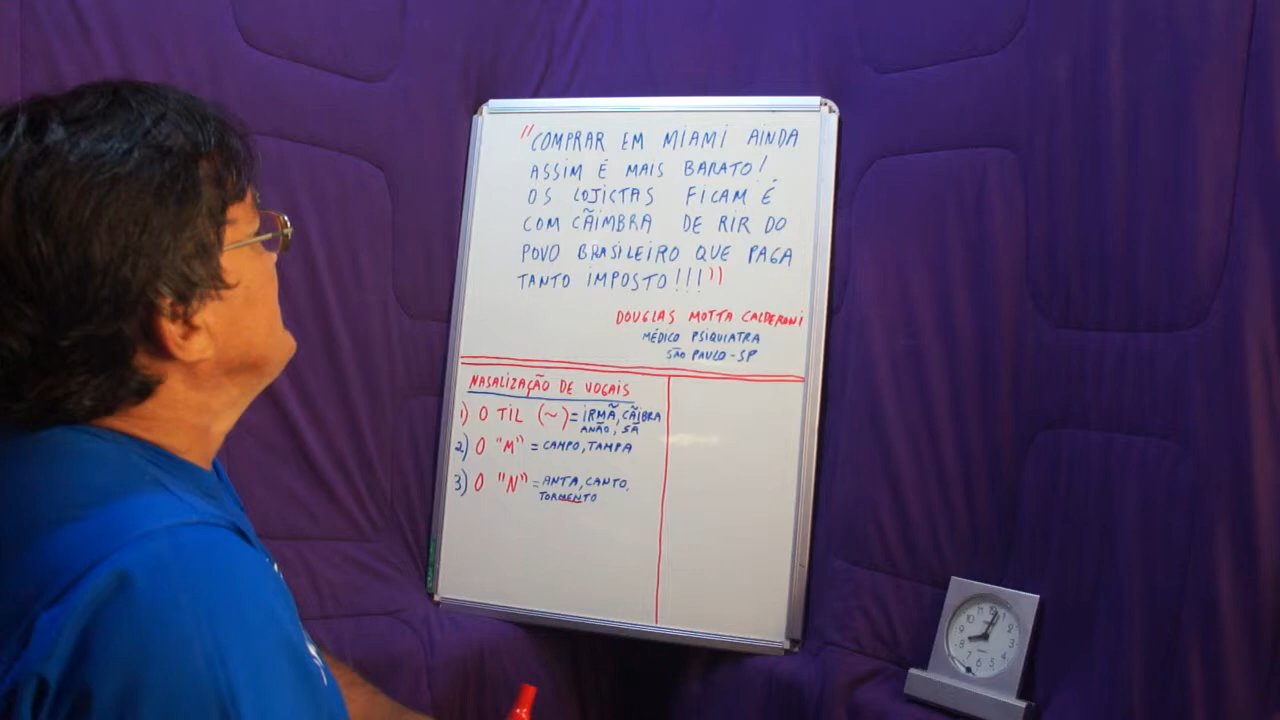 "COMPRAR EM MIAMI AINDA
ASSIM É MAIS BARATO!
OS LOJICTAS FICAM É
COM CÃIMBRA DE RIR DO
POVO BRASILEIRO QUE PAGA
TANTO IMPOSTO!!!"
DOUGLAS MOTTA CALDERONI
MÉDICO PSIQUIATRA
SÃO PAULO-SP
NASALIZAÇÃO DE VOGAIS
1) O TIL (~) = IRMÃ, CÃIBRA
ANÃO, SÃ
2) O "M" = CAMPO, TAMPA
3) O "N" = ANTA, CANTO,
TORMENTO